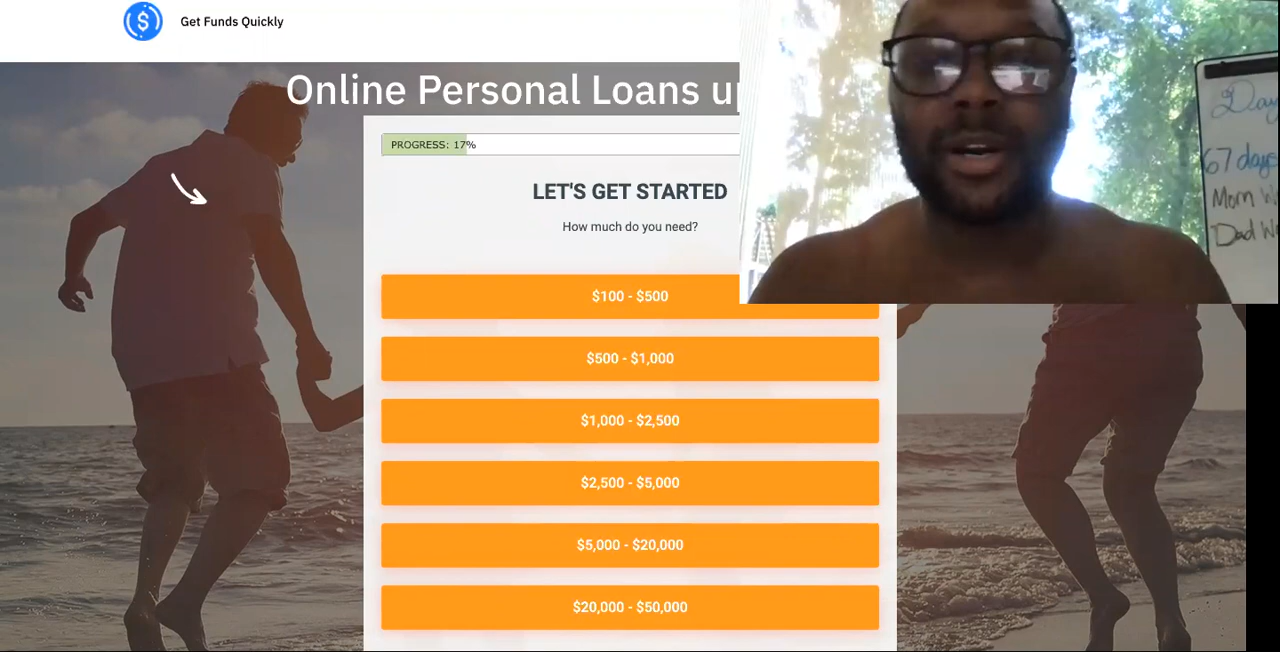 Get Funds Quickly
Online Personal Loans
PROGRESS: 17%
LET'S GET STARTED
How much do you need?
$100 - $500
$500 - $1,000
$1,000 - $2,500
$2,500 - $5,000
$5,000 - $20,000
$20,000 - $50,000
Day
67 days
Mom
Dad